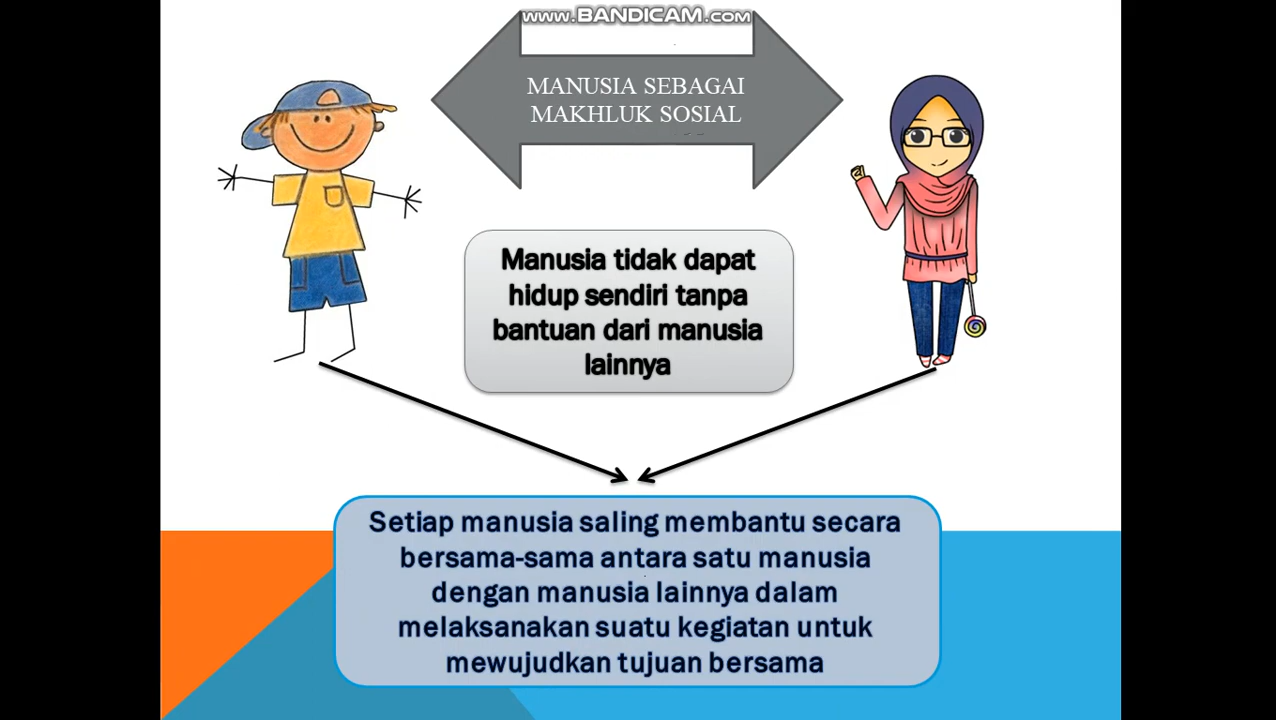 www.BANDICAM.com
MANUSIA SEBAGAI
MAKHLUK SOSIAL
Manusia tidak dapat
hidup sendiri tanpa
bantuan dari manusia
lainnya
Setiap manusia saling membantu secara
bersama-sama antara satu manusia
dengan manusia lainnya dalam
melaksanakan suatu kegiatan untuk
mewujudkan tujuan bersama